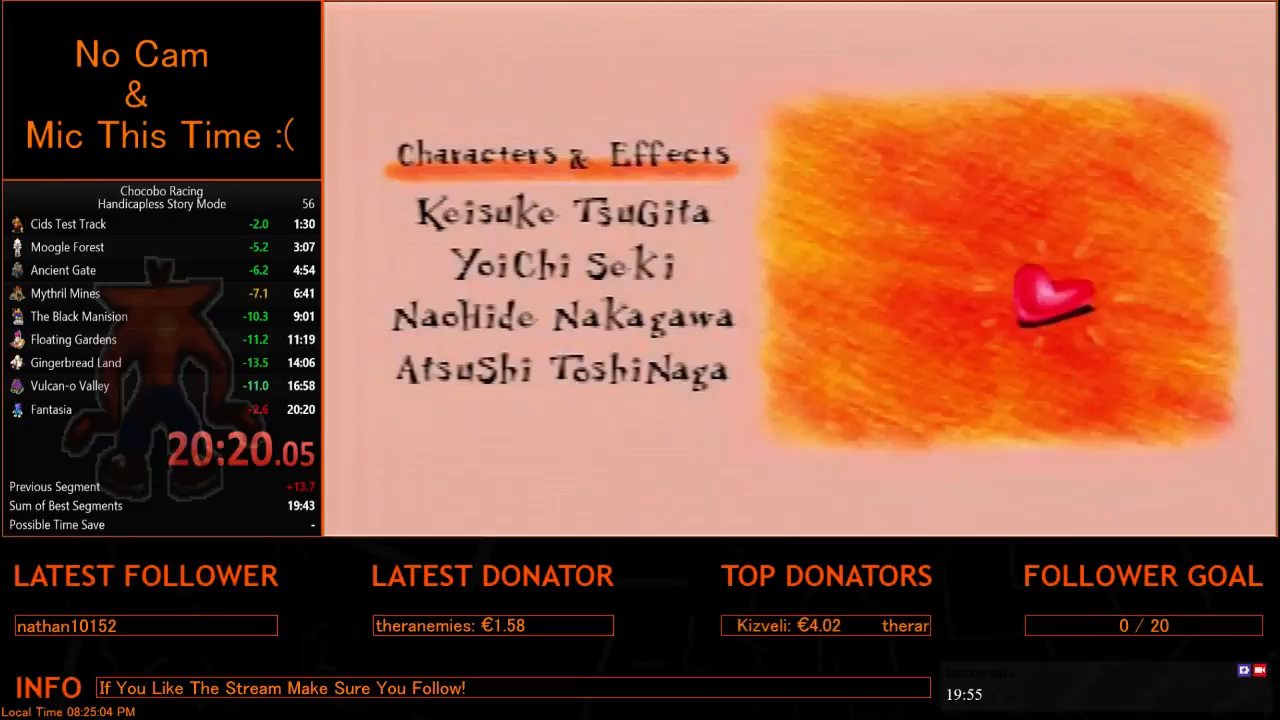 No Cam
&
Mic This Time :(
Chocobo Racing
Handicapless Story Mode 56
Cids Test Track -2.0 1:30
Moogle Forest -5.2 3:07
Ancient Gate -6.2 4:54
Mythril Mines -7.1 6:41
The Black Manision -10.3 9:01
Floating Gardens -11.2 11:19
Gingerbread Land -13.5 14:06
Vulcan-o Valley -11.0 16:58
Fantasia -2.6 20:20
20:20.05
Previous Segment +13.7
Sum of Best Segments 19:43
Possible Time Save -
Characters & Effects
Keisuke TsuGita
YoiChi Seki
NaoHide Nakagawa
AtsuShi ToshiNaga
LATEST FOLLOWER
nathan10152
LATEST DONATOR
theranemies: €1.58
TOP DONATORS
Kizveli: €4.02 therar
FOLLOWER GOAL
0 / 20
INFO
If You Like The Stream Make Sure You Follow!
19:55
Local Time 08:25:04 PM